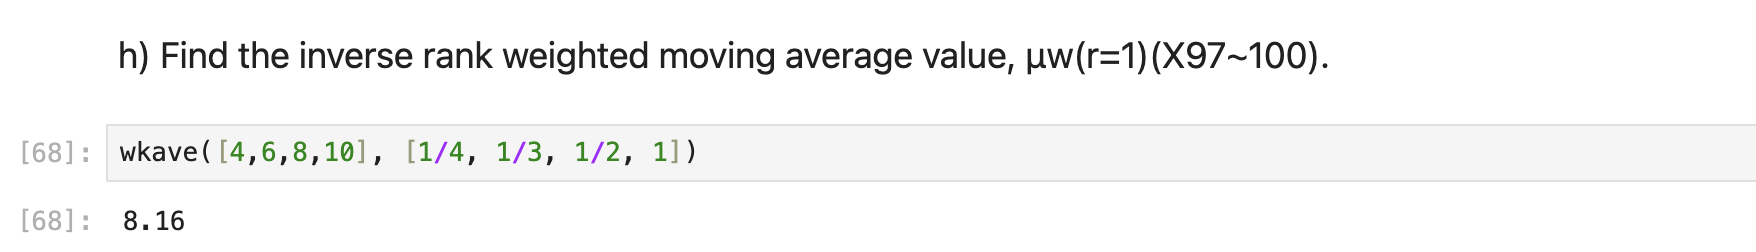 h) Find the inverse rank weighted moving average value, μw(r=1)(X97~100).
[68]: wkave([4,6,8,10], [1/4, 1/3, 1/2, 1])
[68]: 8.16